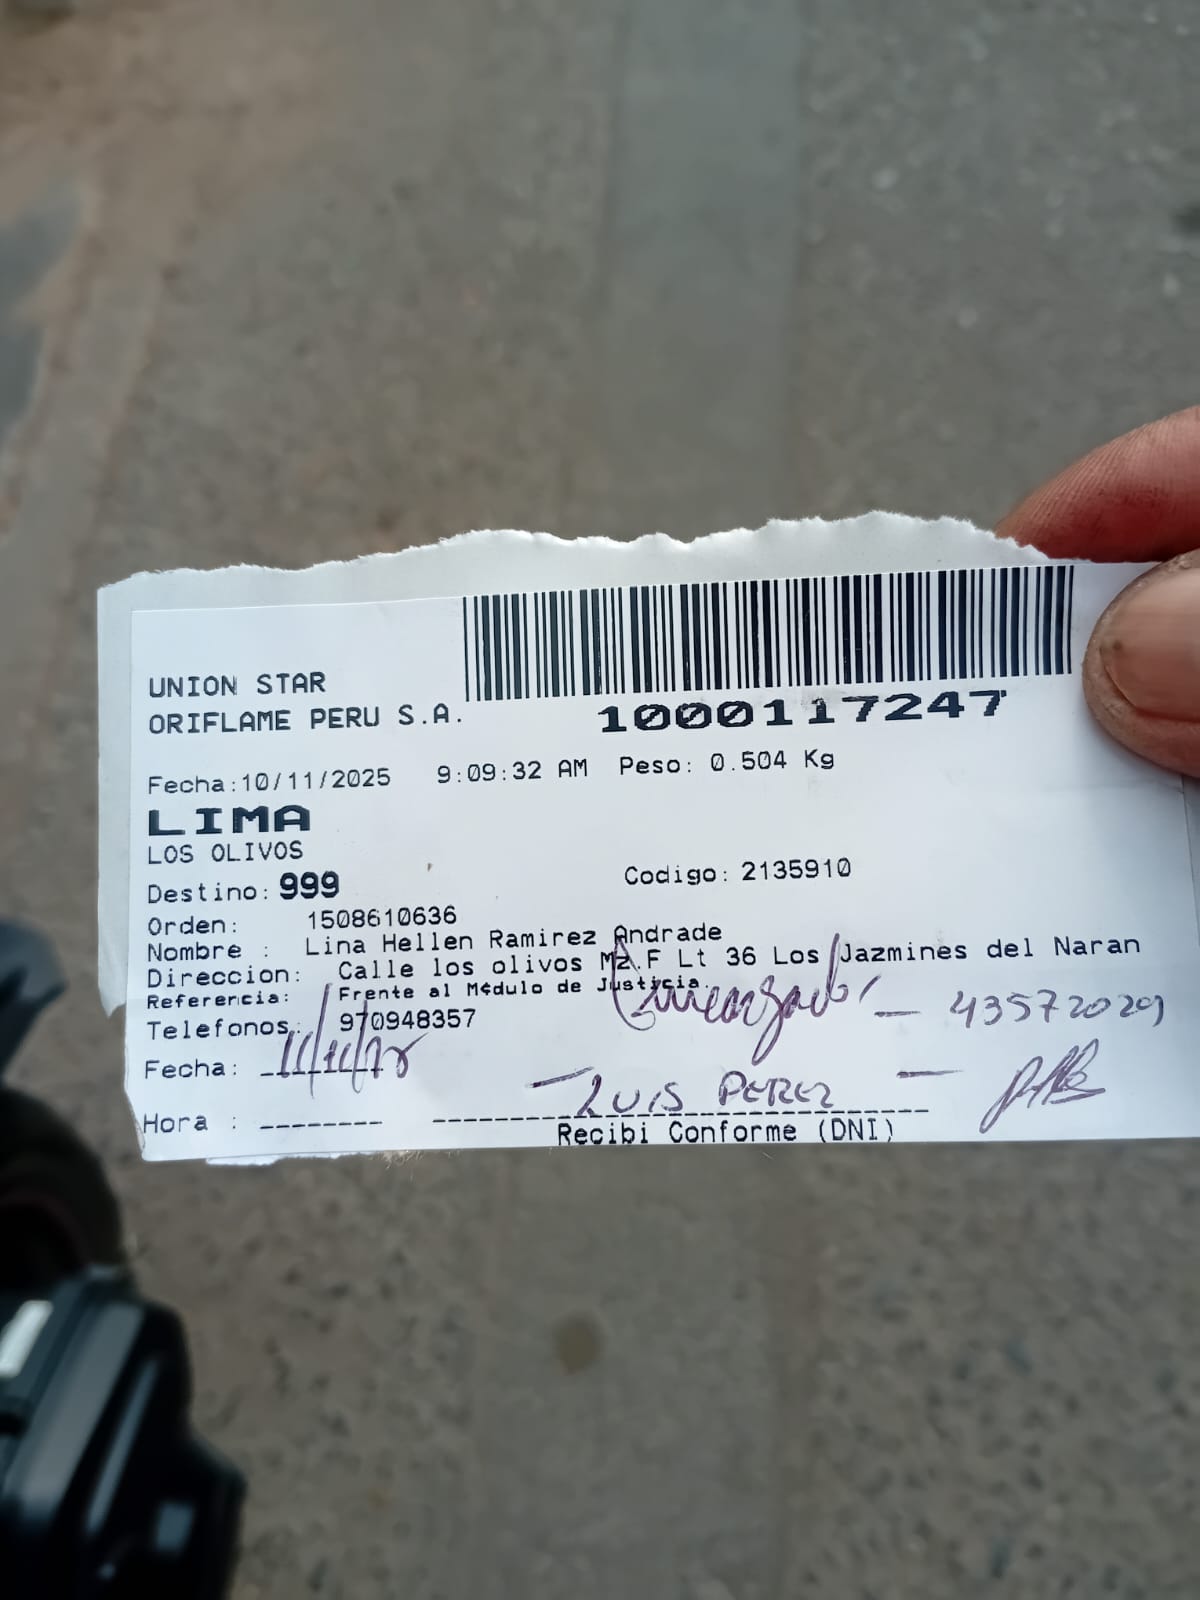 UNION STAR
ORIFLAME PERU S.A.
1000117247
Fecha:10/11/2025 9:09:32 AM Peso: 0.504 Kg
LIMA
LOS OLIVOS
Destino: 999 Codigo: 2135910
Orden: 1508610636
Nombre : Lina Hellen Ramirez Andrade
Direccion: Calle los olivos Mz.F Lt 36 Los Jazmines del Naran
Referencia: Frente al M¢dulo de Justicia.
Telefonos: 970948357
Fecha:
LUIS PEREZ
Hora :
Recibi Conforme (DNI)